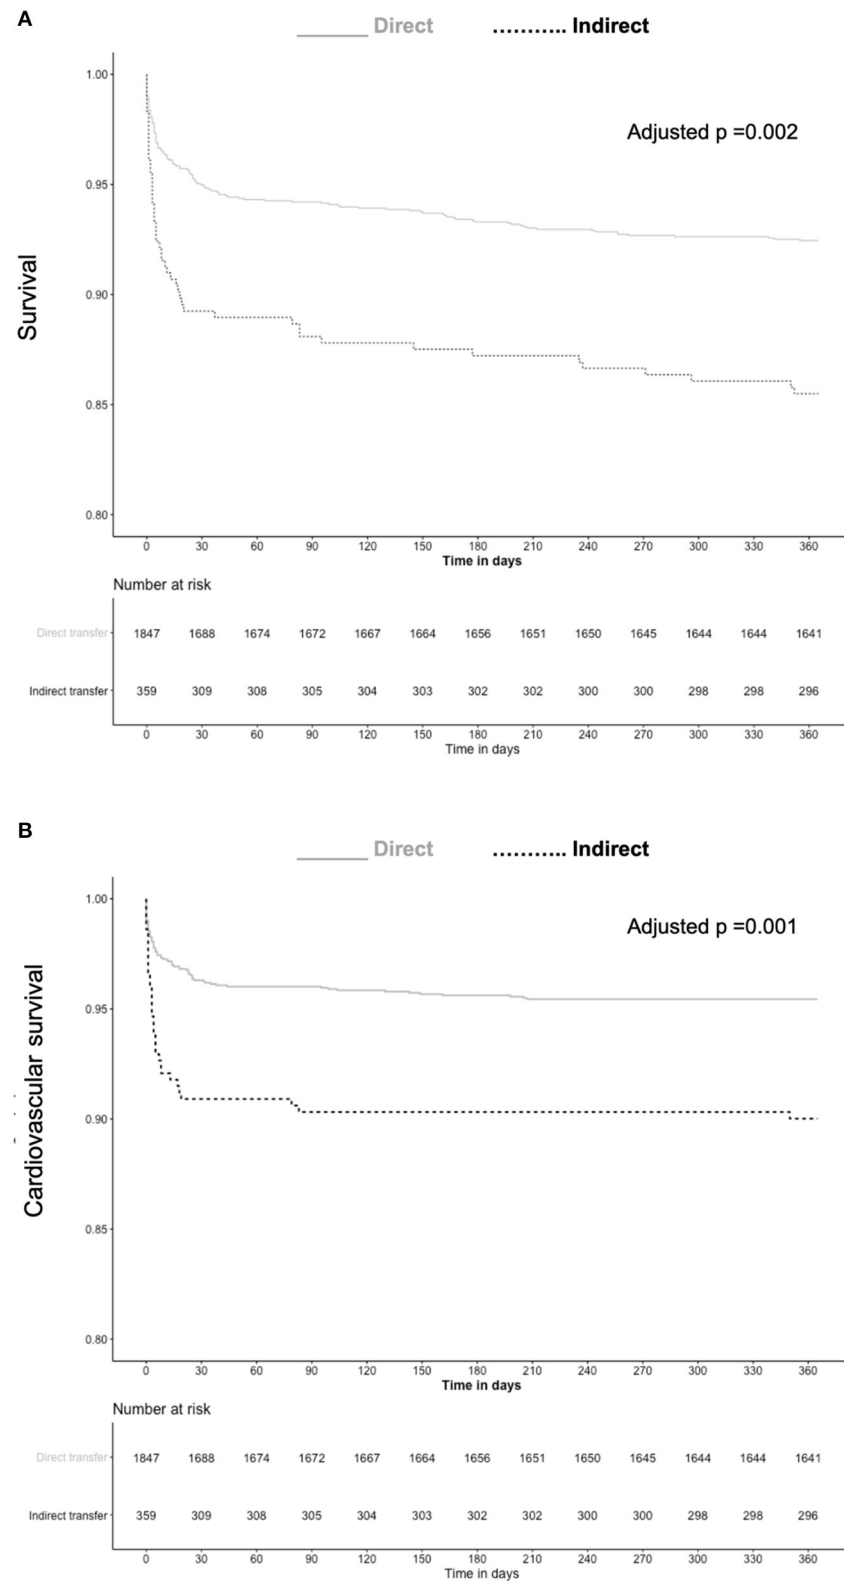 A
Direct ........... Indirect
1.00
Adjusted p =0.002
0.95
0.90
0.85
0.80
Survival
0 30 60 90 120 150 180 210 240 270 300 330 360
Time in days
Number at risk
Direct transfer 1847 1688 1674 1672 1667 1664 1656 1651 1650 1645 1644 1644 1641
Indirect transfer 359 309 308 305 304 303 302 302 300 300 298 298 296
0 30 60 90 120 150 180 210 240 270 300 330 360
Time in days
B
Direct ........... Indirect
1.00
Adjusted p =0.001
0.95
0.90
0.85
0.80
Cardiovascular survival
0 30 60 90 120 150 180 210 240 270 300 330 360
Time in days
Number at risk
Direct transfer 1847 1688 1674 1672 1667 1664 1656 1651 1650 1645 1644 1644 1641
Indirect transfer 359 309 308 305 304 303 302 302 300 300 298 298 296
0 30 60 90 120 150 180 210 240 270 300 330 360
Time in days